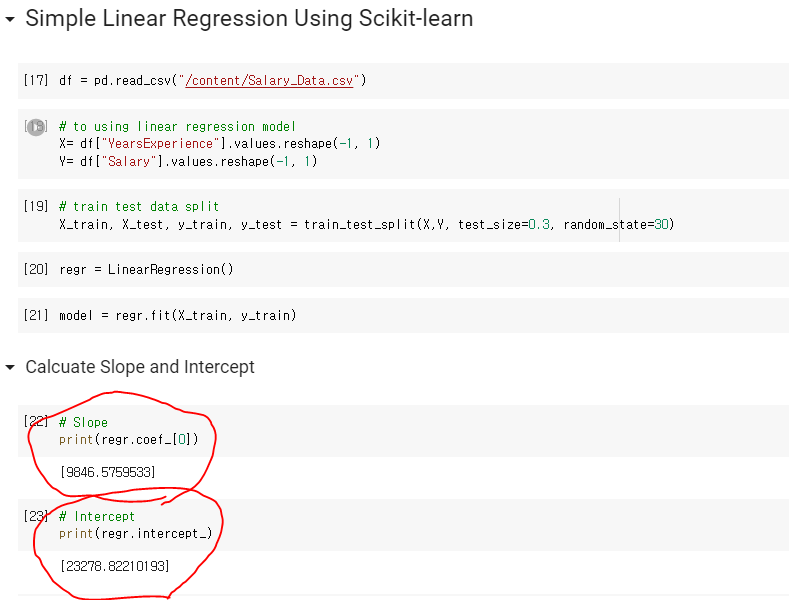 Simple Linear Regression Using Scikit-learn
[17] df = pd.read_csv("/content/Salary_Data.csv")
# to using linear regression model
X= df["YearsExperience"].values.reshape(-1, 1)
Y= df["Salary"].values.reshape(-1, 1)
[19] # train test data split
X_train, X_test, y_train, y_test = train_test_split(X,Y, test_size=0.3, random_state=30)
[20] regr = LinearRegression()
[21] model = regr.fit(X_train, y_train)
Calcuate Slope and Intercept
[22] # Slope
print(regr.coef_[0])
[9846.5759533]
[23] # Intercept
print(regr.intercept_)
[23278.82210193]